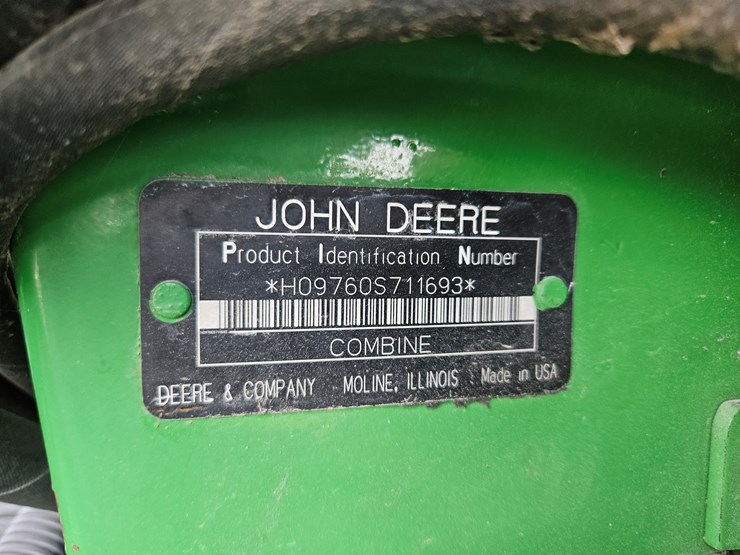 JOHN DEERE
Product Identification Number
*H09760S711693*
COMBINE
DEERE & COMPANY MOLINE, ILLINOIS Made in USA